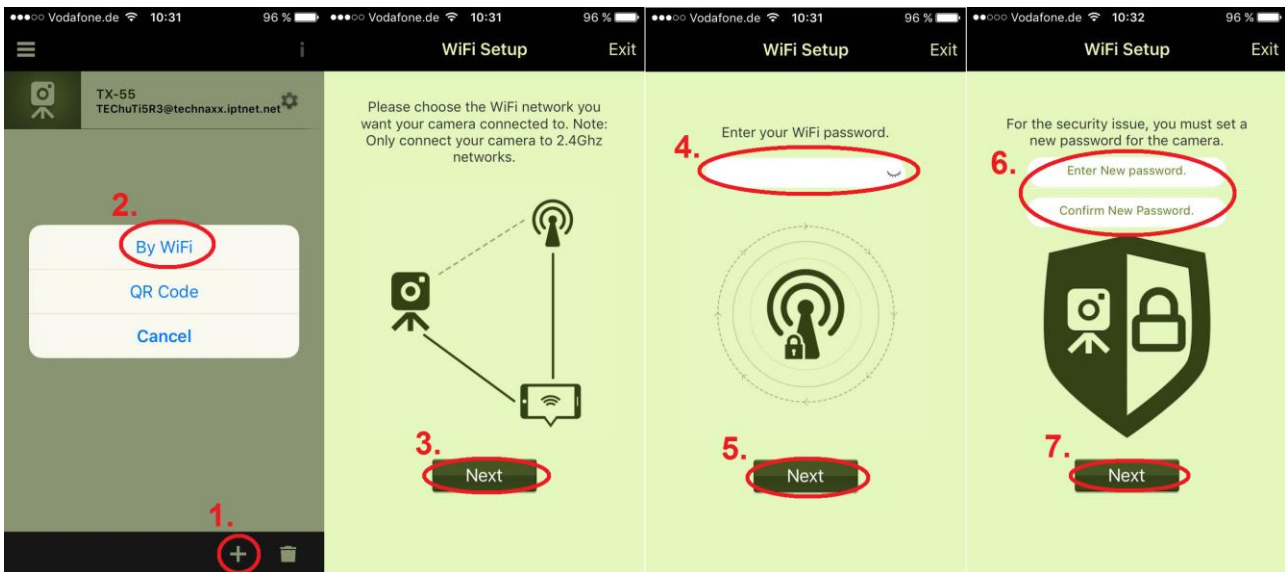 ●●●○○ Vodafone.de 10:31 96 %
TX-55
TEChuTi5R3@technaxx.iptnet.net
2.
By WiFi
QR Code
Cancel
1.
+
●●●○○ Vodafone.de 10:31 96 %
WiFi Setup Exit
Please choose the WiFi network you
want your camera connected to. Note:
Only connect your camera to 2.4Ghz
networks.
3.
Next
●●●○○ Vodafone.de 10:31 96 %
WiFi Setup Exit
Enter your WiFi password.
4.
5.
Next
●●○○○ Vodafone.de 10:32 96 %
WiFi Setup Exit
For the security issue, you must set a
new password for the camera.
6.
Enter New password.
Confirm New Password.
7.
Next